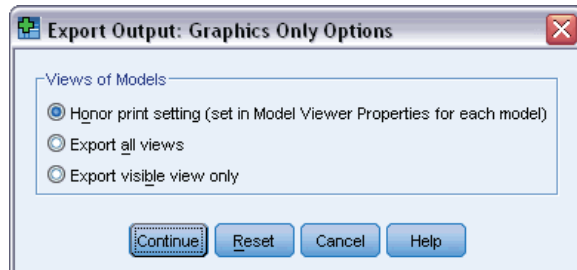 Export Output: Graphics Only Options
Views of Models
Honor print setting (set in Model Viewer Properties for each model)
Export all views
Export visible view only
Continue Reset Cancel Help